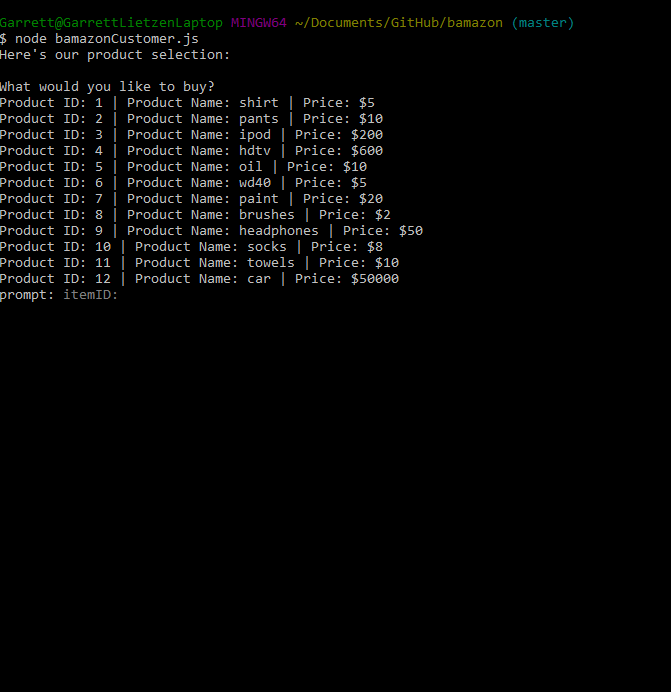 Garrett@GarrettLietzenLaptop MINGW64 ~/Documents/GitHub/bamazon (master)
$ node bamazonCustomer.js
Here's our product selection:
What would you like to buy?
Product ID: 1 | Product Name: shirt | Price: $5
Product ID: 2 | Product Name: pants | Price: $10
Product ID: 3 | Product Name: ipod | Price: $200
Product ID: 4 | Product Name: hdtv | Price: $600
Product ID: 5 | Product Name: oil | Price: $10
Product ID: 6 | Product Name: wd40 | Price: $5
Product ID: 7 | Product Name: paint | Price: $20
Product ID: 8 | Product Name: brushes | Price: $2
Product ID: 9 | Product Name: headphones | Price: $50
Product ID: 10 | Product Name: socks | Price: $8
Product ID: 11 | Product Name: towels | Price: $10
Product ID: 12 | Product Name: car | Price: $50000
prompt: itemID: